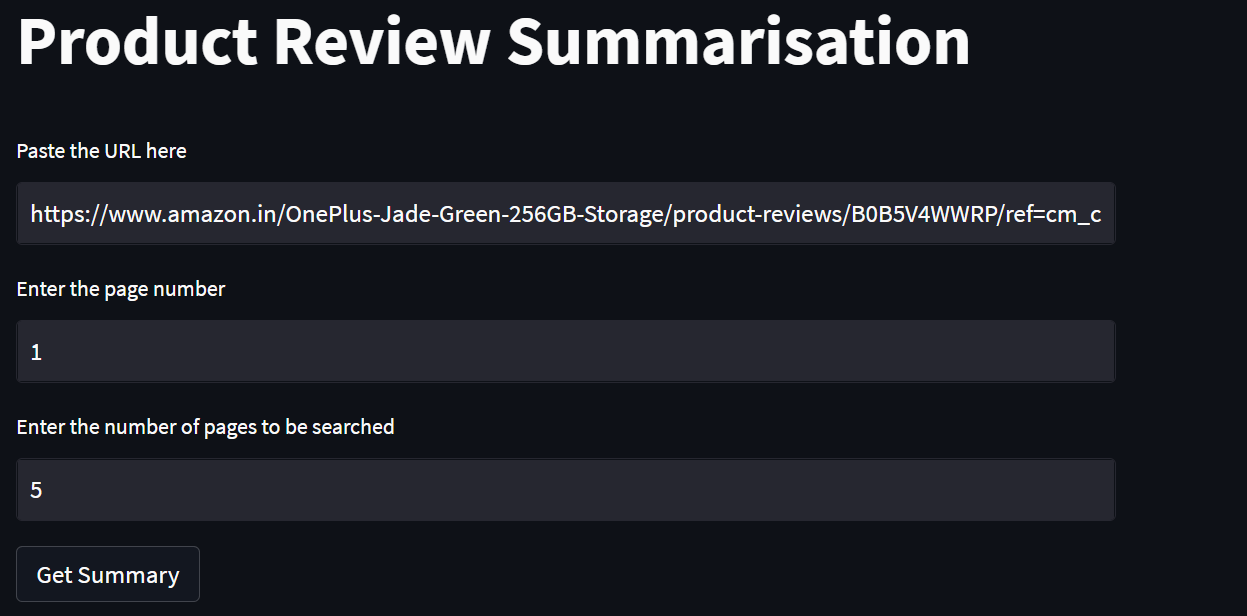 Product Review Summarisation
Paste the URL here
https://www.amazon.in/OnePlus-Jade-Green-256GB-Storage/product-reviews/B0B5V4WWRP/ref=cm_c
Enter the page number
1
Enter the number of pages to be searched
5
Get Summary